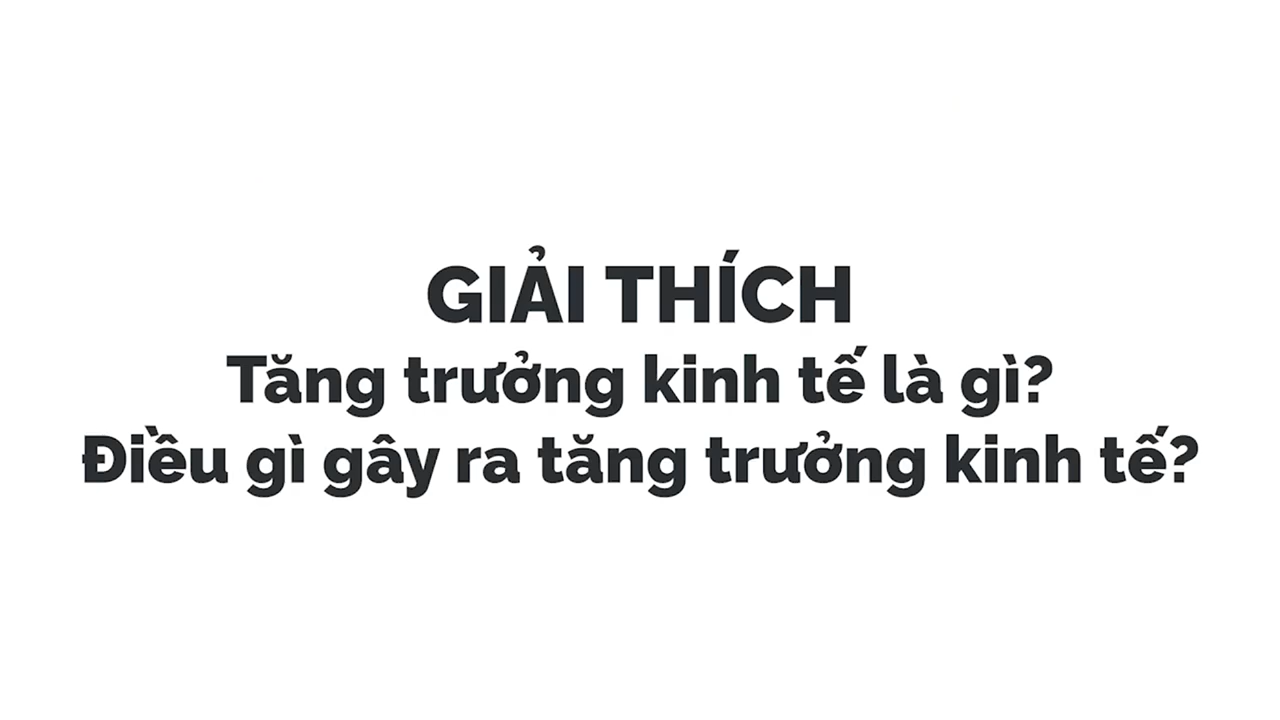 GIẢI THÍCH
Tăng trưởng kinh tế là gì?
Điều gì gây ra tăng trưởng kinh tế?